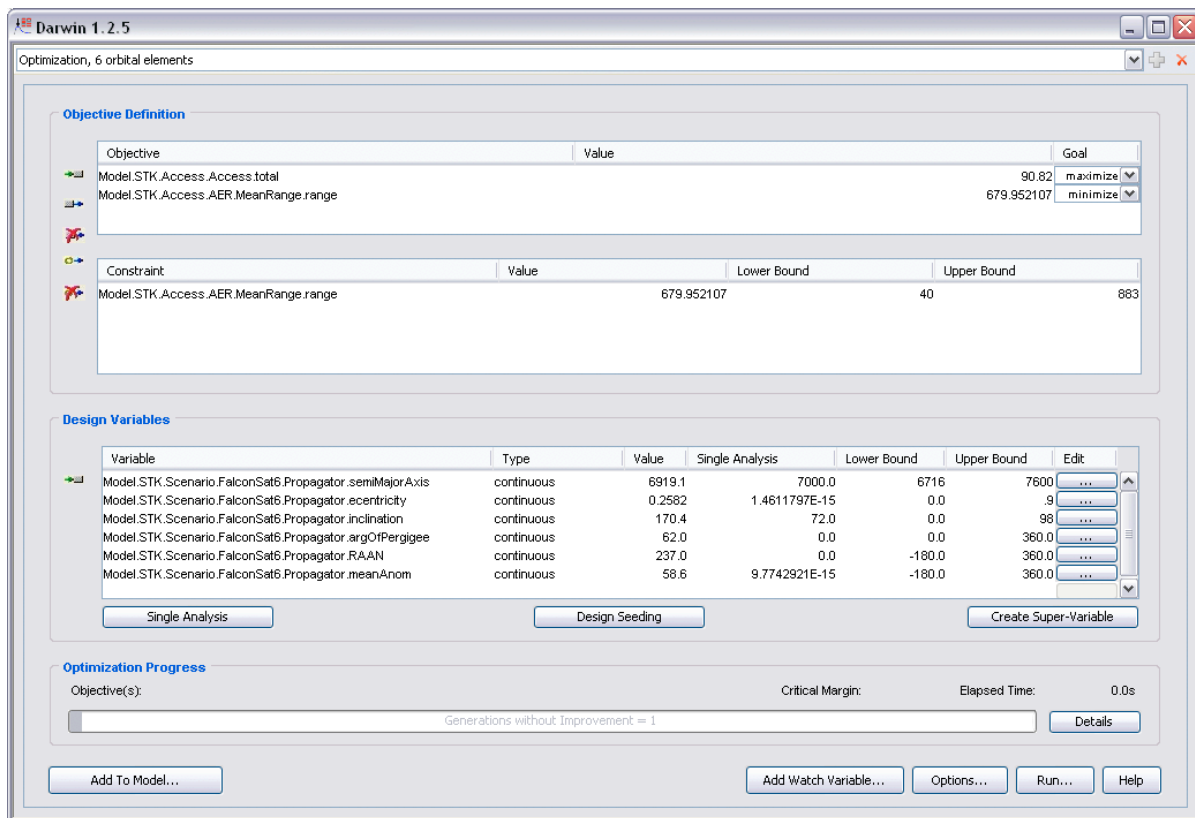 Darwin 1.2.5
Optimization, 6 orbital elements
Objective Definition
Objective Value Goal
Model.STK.Access.Access.total 90.82 maximize
Model.STK.Access.AER.MeanRange.range 679.952107 minimize
Constraint Value Lower Bound Upper Bound
Model.STK.Access.AER.MeanRange.range 679.952107 40 883
Design Variables
Variable Type Value Single Analysis Lower Bound Upper Bound Edit
Model.STK.Scenario.FalconSat6.Propagator.semiMajorAxis continuous 6919.1 7000.0 6716 7600 ...
Model.STK.Scenario.FalconSat6.Propagator.ecentricity continuous 0.2582 1.4611797E-15 0.0 .9 ...
Model.STK.Scenario.FalconSat6.Propagator.inclination continuous 170.4 72.0 0.0 98 ...
Model.STK.Scenario.FalconSat6.Propagator.argOfPergigee continuous 62.0 0.0 0.0 360.0 ...
Model.STK.Scenario.FalconSat6.Propagator.RAAN continuous 237.0 0.0 -180.0 360.0 ...
Model.STK.Scenario.FalconSat6.Propagator.meanAnom continuous 58.6 9.7742921E-15 -180.0 360.0 ...
Single Analysis Design Seeding Create Super-Variable
Optimization Progress
Objective(s): Critical Margin: Elapsed Time: 0.0s
Generations without Improvement = 1 Details
Add To Model... Add Watch Variable... Options... Run... Help